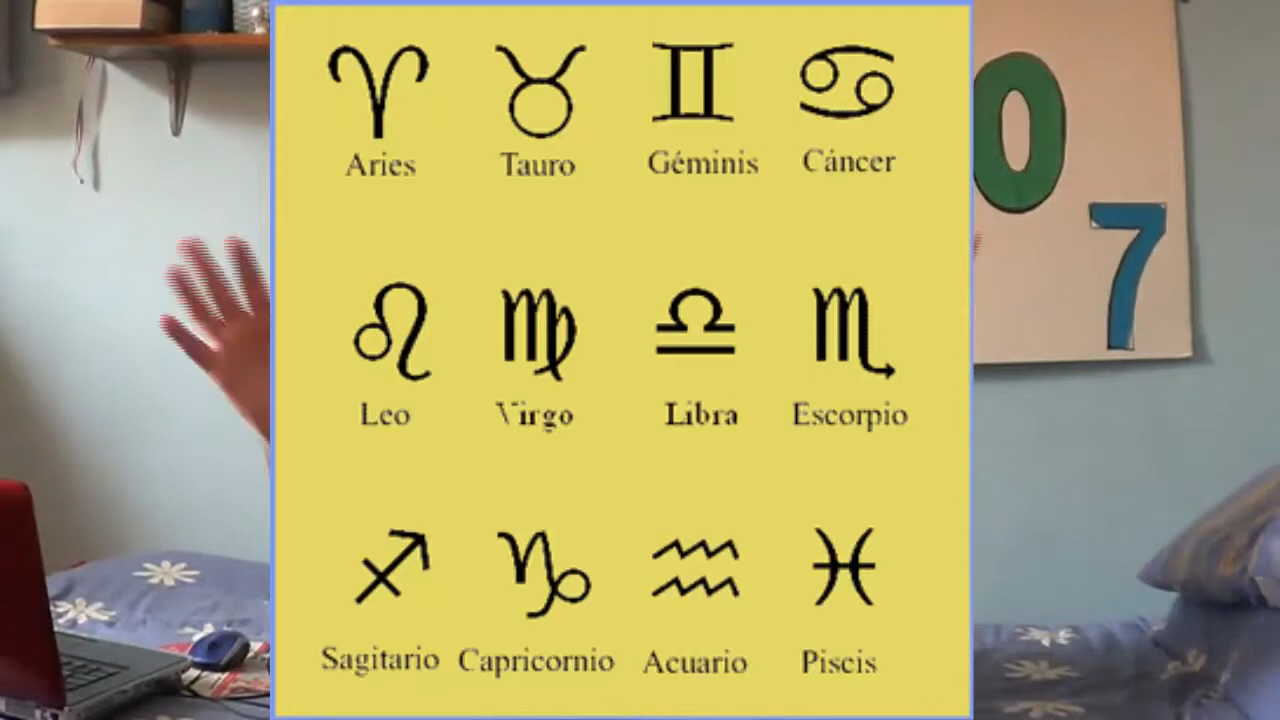 Aries Tauro Géminis Cáncer
Leo Virgo Libra Escorpio
Sagitario Capricornio Acuario Piscis
0
7